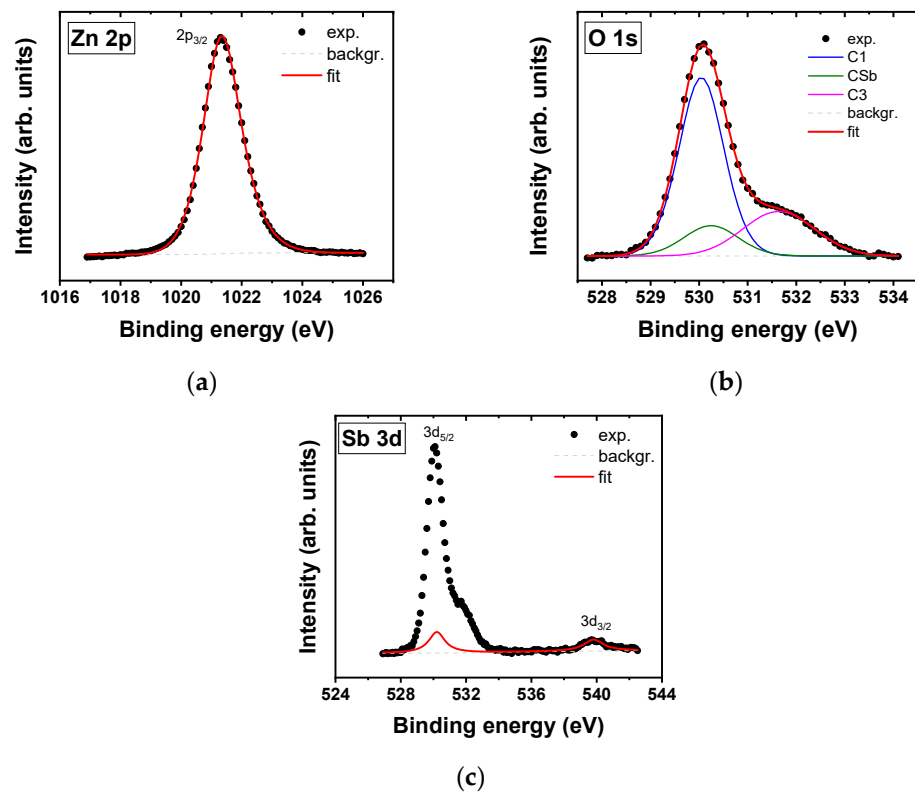 Zn 2p
2p3/2
exp.
backgr.
fit
Intensity (arb. units)
1016 1018 1020 1022 1024 1026
Binding energy (eV)
(a)
O 1s
exp.
C1
CSb
C3
backgr.
fit
Intensity (arb. units)
528 529 530 531 532 533 534
Binding energy (eV)
(b)
Sb 3d
3d5/2
exp.
backgr.
fit
3d3/2
Intensity (arb. units)
524 528 532 536 540 544
Binding energy (eV)
(c)